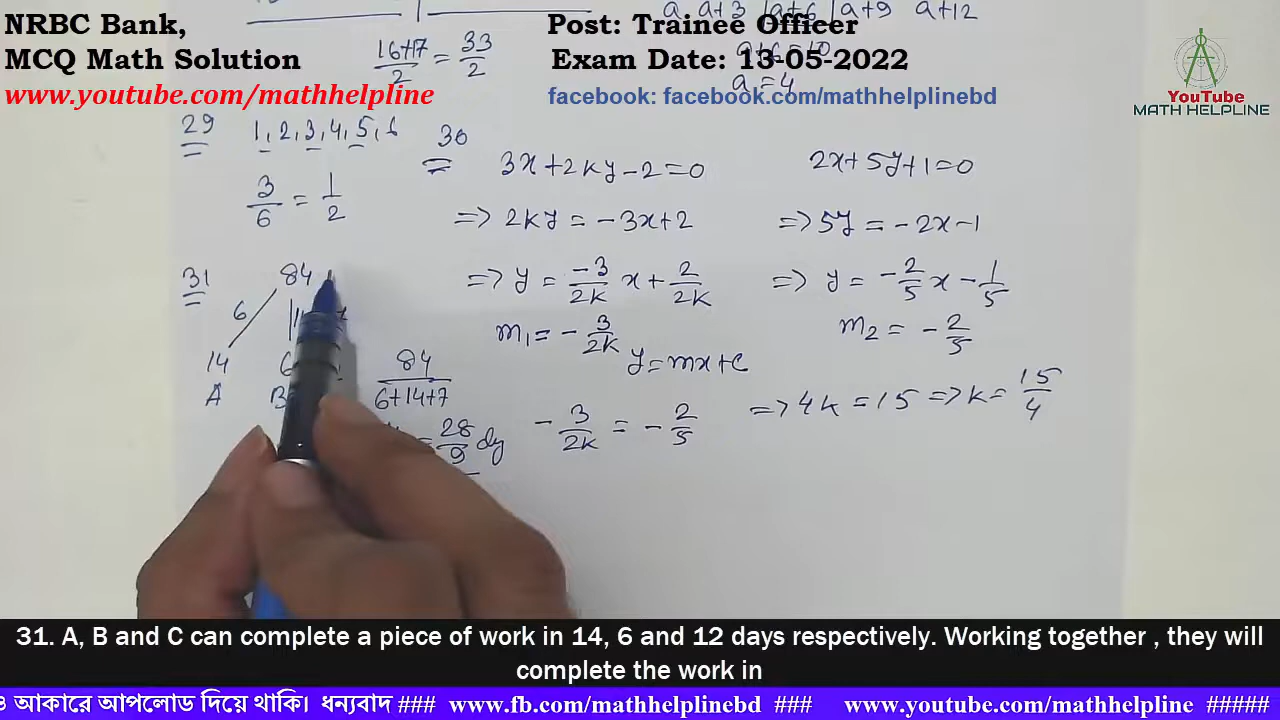 a, a+3 |a+6 |a+9 a+12
NRBC Bank,
MCQ Math Solution
www.youtube.com/mathhelpline
Post: Trainee Officer
Exam Date: 13-05-2022
facebook: facebook.com/mathhelplinebd
YouTube
MATH HELPLINE
16+17/2 = 33/2
a+6=10
a = 4
29 1, 2, 3, 4, 5, 6
3/6 = 1/2
30
3x+2ky-2=0
=> 2ky = -3x+2
=> y = -3/2k x + 2/2k
m₁ = - 3/2k
y=mx+c
- 3/2k = - 2/5
2x+5y+1=0
=> 5y = -2x-1
=> y = -2/5 x - 1/5
m₂ = - 2/5
=> 4k = 15 => k = 15/4
31 84
6
14 6
A B
84/6+14+7
= 28/9 dy
31. A, B and C can complete a piece of work in 14, 6 and 12 days respectively. Working together , they will
complete the work in
আকারে আপলোড দিয়ে থাকি। ধন্যবাদ ### www.fb.com/mathhelplinebd ### www.youtube.com/mathhelpline #####